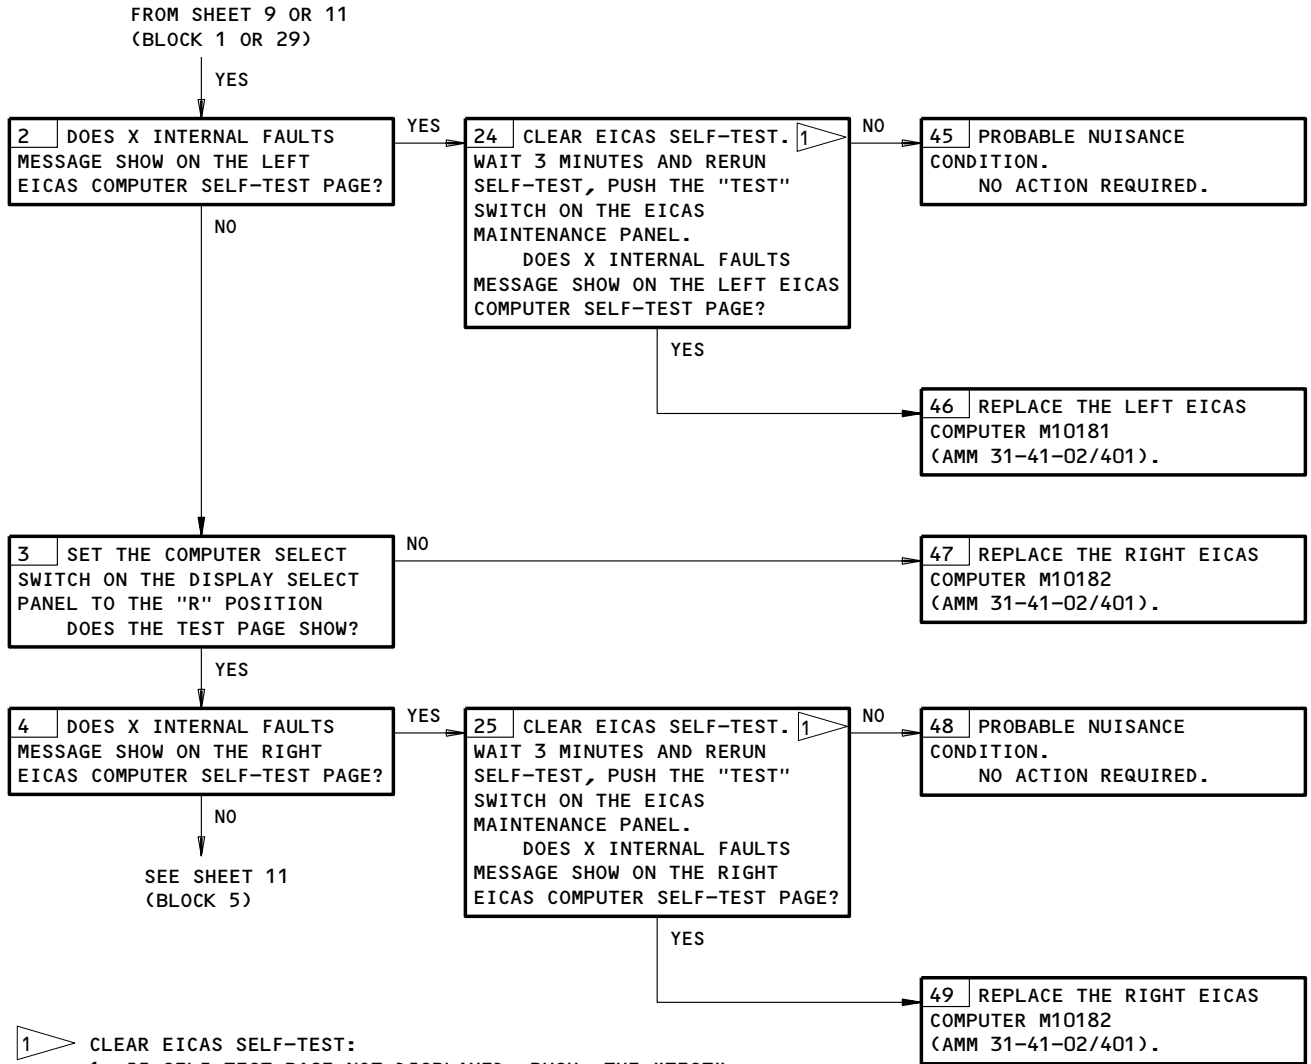 FROM SHEET 9 OR 11
(BLOCK 1 OR 29)
YES
2 DOES X INTERNAL FAULTS
MESSAGE SHOW ON THE LEFT
EICAS COMPUTER SELF-TEST PAGE?
YES
NO
24 CLEAR EICAS SELF-TEST. 1
WAIT 3 MINUTES AND RERUN
SELF-TEST, PUSH THE "TEST"
SWITCH ON THE EICAS
MAINTENANCE PANEL.
DOES X INTERNAL FAULTS
MESSAGE SHOW ON THE LEFT EICAS
COMPUTER SELF-TEST PAGE?
NO
YES
45 PROBABLE NUISANCE
CONDITION.
NO ACTION REQUIRED.
46 REPLACE THE LEFT EICAS
COMPUTER M10181
(AMM 31-41-02/401).
3 SET THE COMPUTER SELECT
SWITCH ON THE DISPLAY SELECT
PANEL TO THE "R" POSITION
DOES THE TEST PAGE SHOW?
NO
YES
47 REPLACE THE RIGHT EICAS
COMPUTER M10182
(AMM 31-41-02/401).
4 DOES X INTERNAL FAULTS
MESSAGE SHOW ON THE RIGHT
EICAS COMPUTER SELF-TEST PAGE?
YES
NO
SEE SHEET 11
(BLOCK 5)
25 CLEAR EICAS SELF-TEST. 1
WAIT 3 MINUTES AND RERUN
SELF-TEST, PUSH THE "TEST"
SWITCH ON THE EICAS
MAINTENANCE PANEL.
DOES X INTERNAL FAULTS
MESSAGE SHOW ON THE RIGHT
EICAS COMPUTER SELF-TEST PAGE?
NO
YES
48 PROBABLE NUISANCE
CONDITION.
NO ACTION REQUIRED.
49 REPLACE THE RIGHT EICAS
COMPUTER M10182
(AMM 31-41-02/401).
1 CLEAR EICAS SELF-TEST: